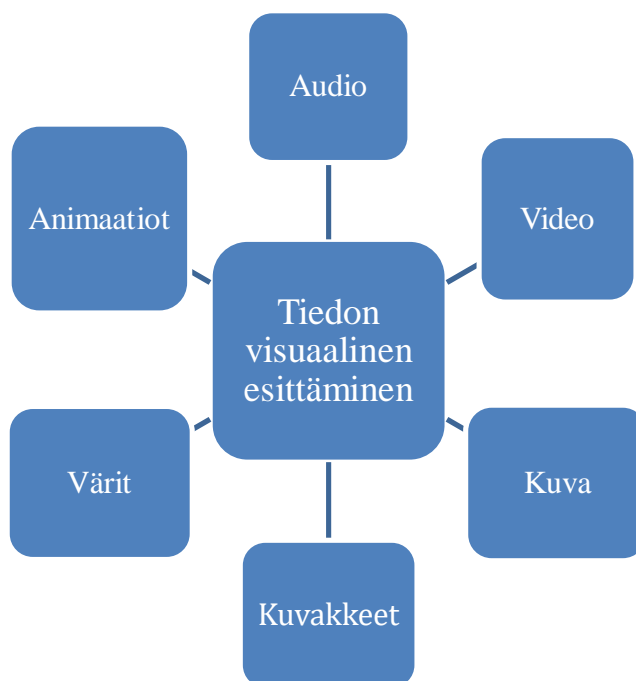 Audio
Animaatiot
Video
Tiedon
visuaalinen
esittäminen
Värit
Kuva
Kuvakkeet